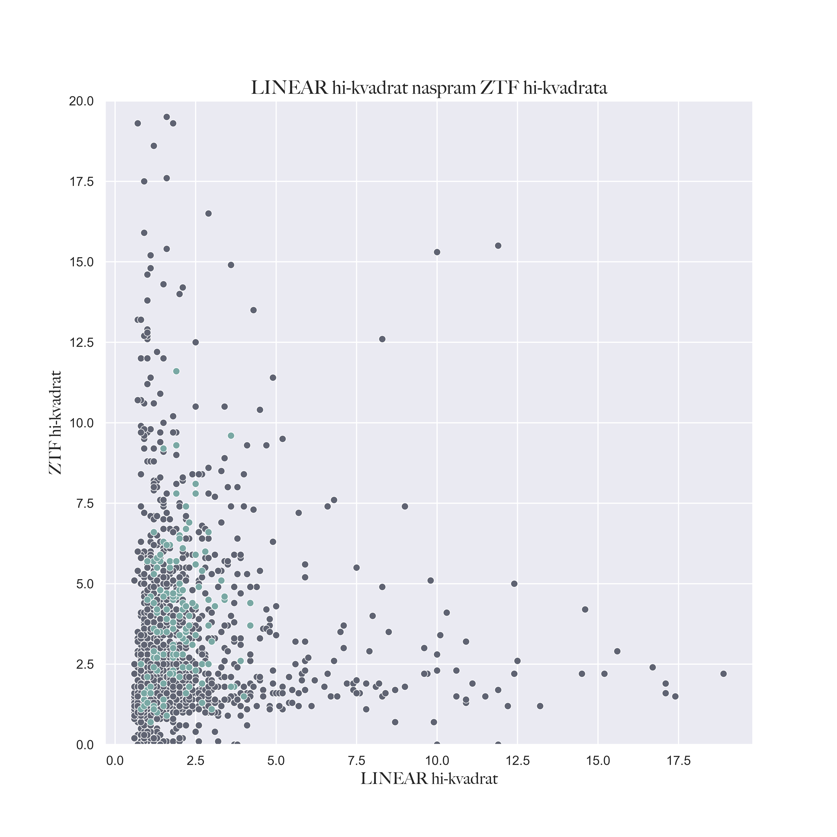 LINEAR hi-kvadrat naspram ZTF hi-kvadrata
20.0
17.5
15.0
12.5
10.0
7.5
5.0
2.5
0.0
ZTF hi-kvadrat
0.0 2.5 5.0 7.5 10.0 12.5 15.0 17.5
LINEAR hi-kvadrat